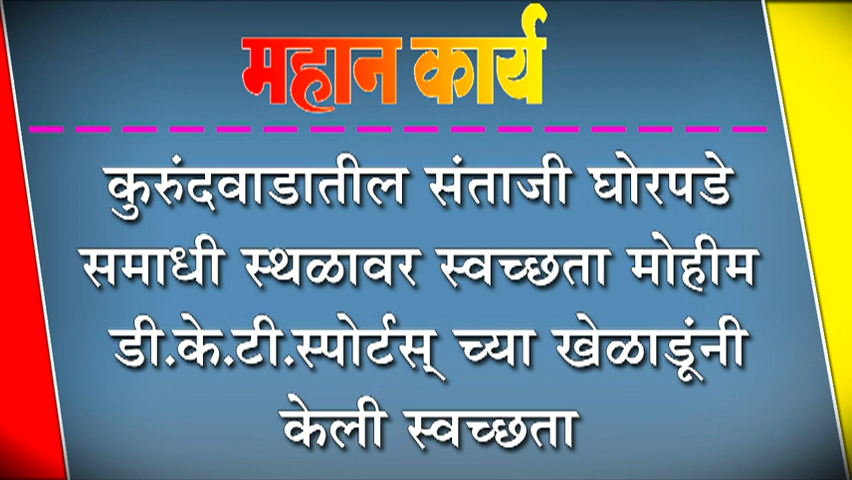 महान कार्य
कुरुंदवाडातील संताजी घोरपडे
समाधी स्थळावर स्वच्छता मोहीम
डी.के.टी.स्पोर्टस् च्या खेळाडूंनी
केली स्वच्छता